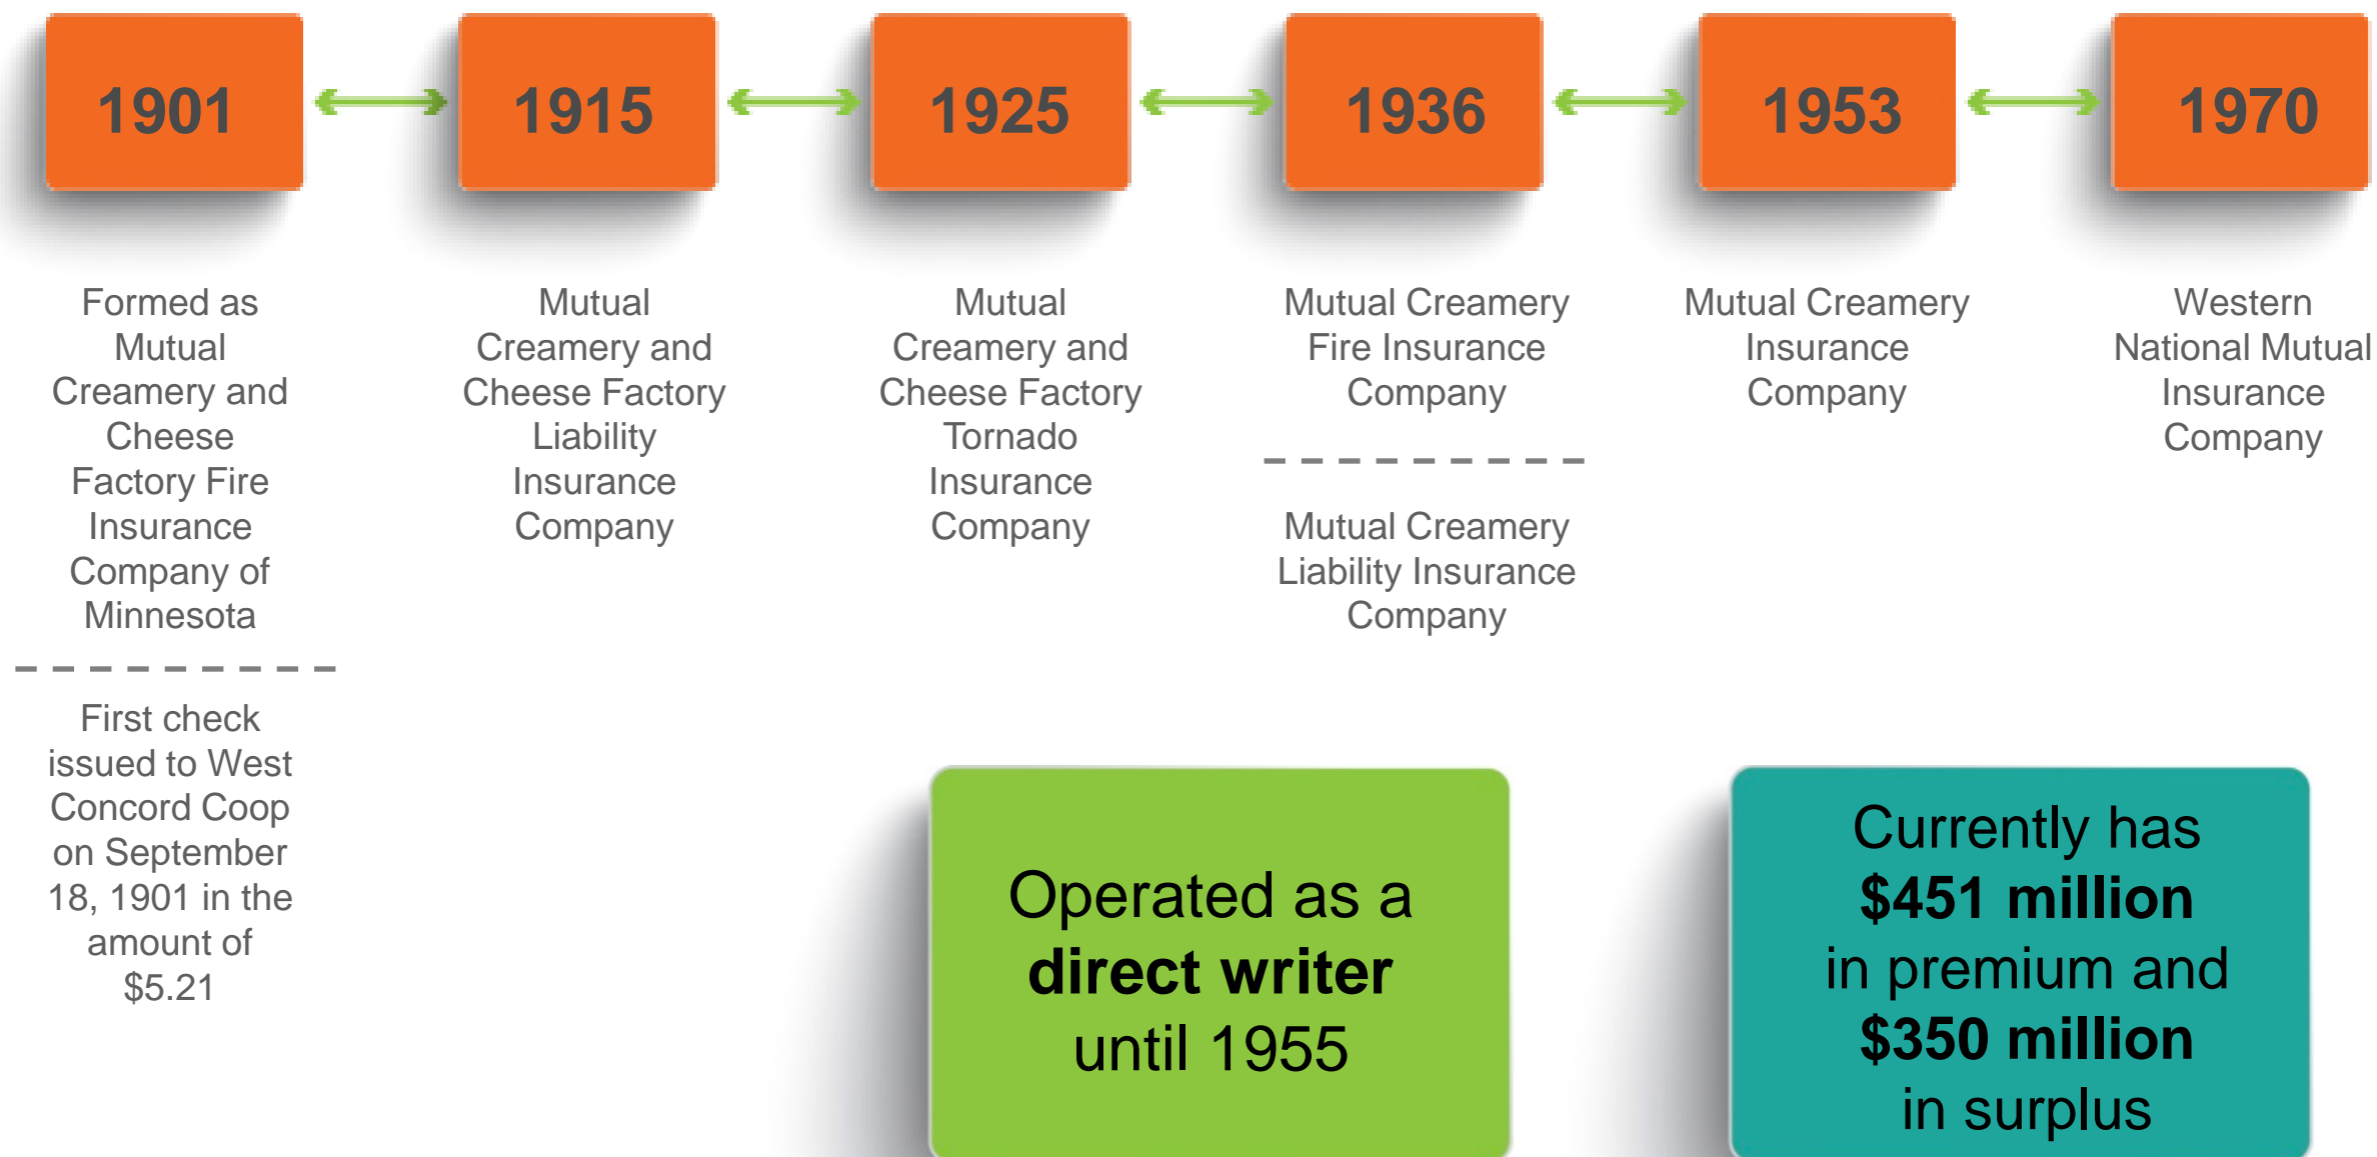 1901
1915
1925
1936
1953
1970
Formed as
Mutual
Creamery and
Cheese
Factory Fire
Insurance
Company of
Minnesota
First check
issued to West
Concord Coop
on September
18, 1901 in the
amount of
$5.21
Mutual
Creamery and
Cheese Factory
Liability
Insurance
Company
Mutual
Creamery and
Cheese Factory
Tornado
Insurance
Company
Mutual Creamery
Fire Insurance
Company
Mutual Creamery
Liability Insurance
Company
Mutual Creamery
Insurance
Company
Western
National Mutual
Insurance
Company
Operated as a
direct writer
until 1955
Currently has
$451 million
in premium and
$350 million
in surplus